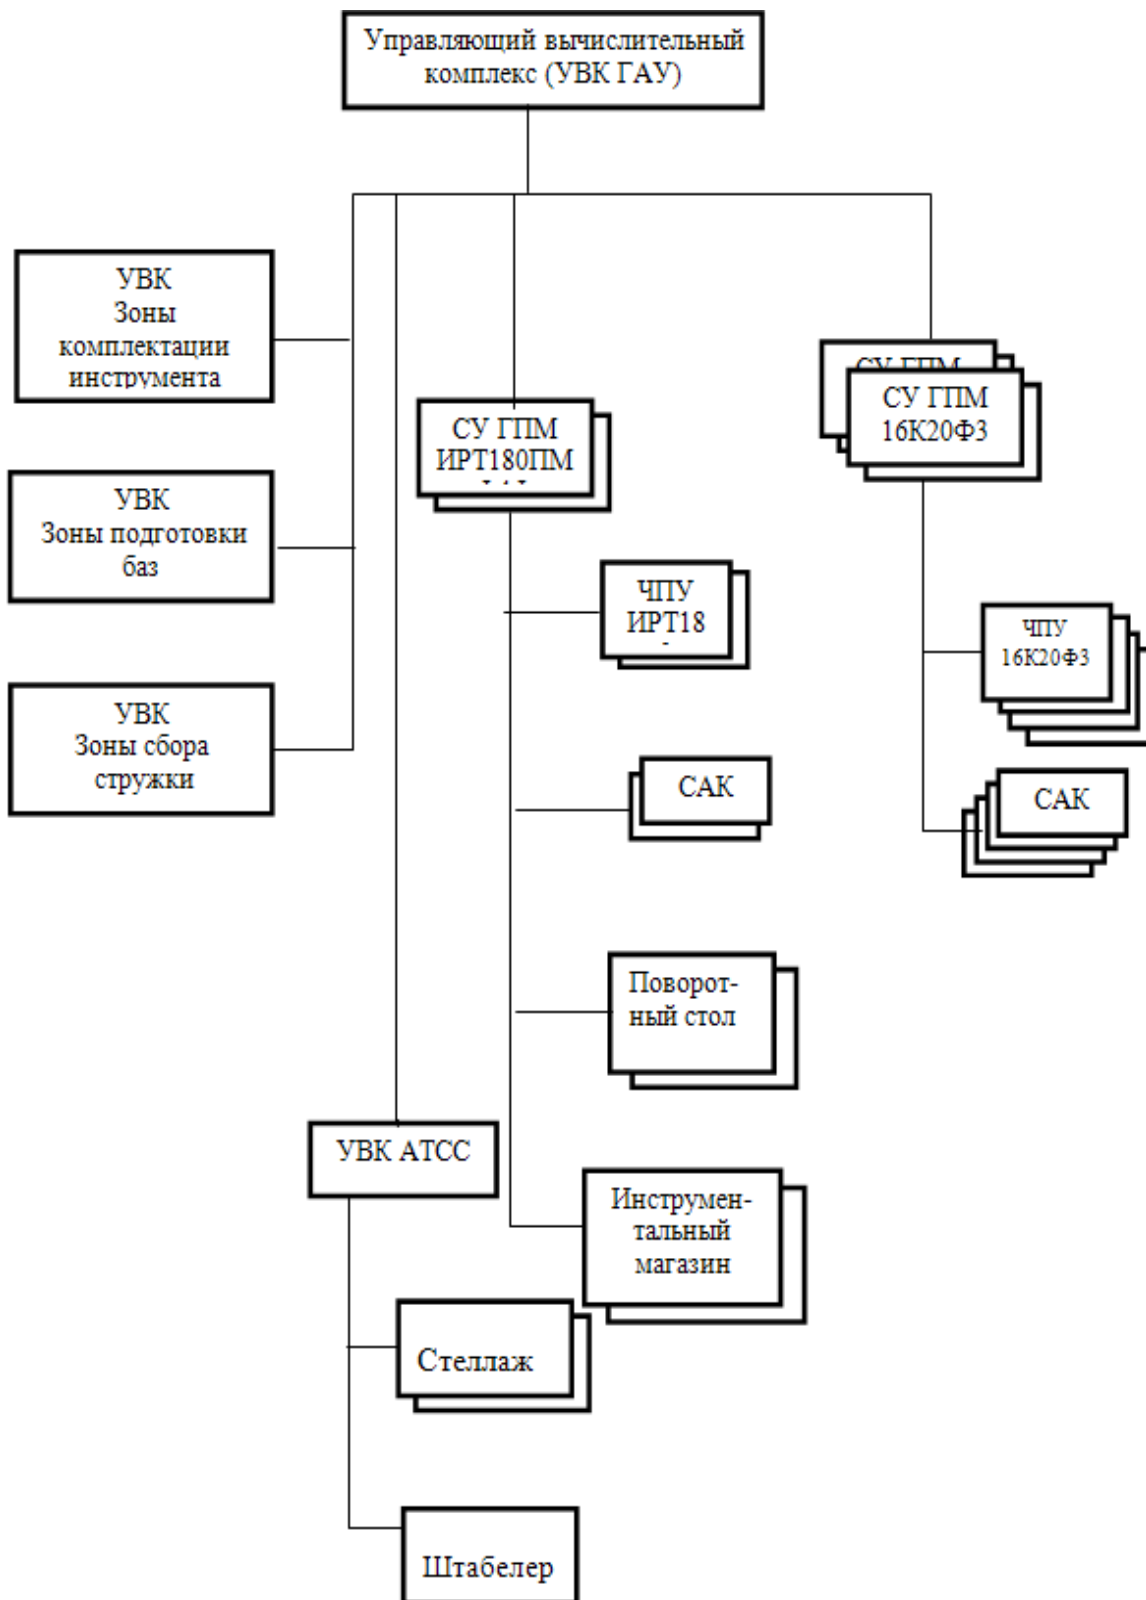 Управляющий вычислительный
комплекс (УВК ГАУ)
УВК
Зоны
комплектации
инструмента
УВК
Зоны подготовки
баз
УВК
Зоны сбора
стружки
СУ ГПМ
ИРТ180ПМ
СУ ГПМ
СУ ГПМ
16К20Ф3
ЧПУ
ИРТ18
ЧПУ
16К20Ф3
САК
САК
Поворот-
ный стол
УВК АТСС
Инструмен-
тальный
магазин
Стеллаж
Штабелер